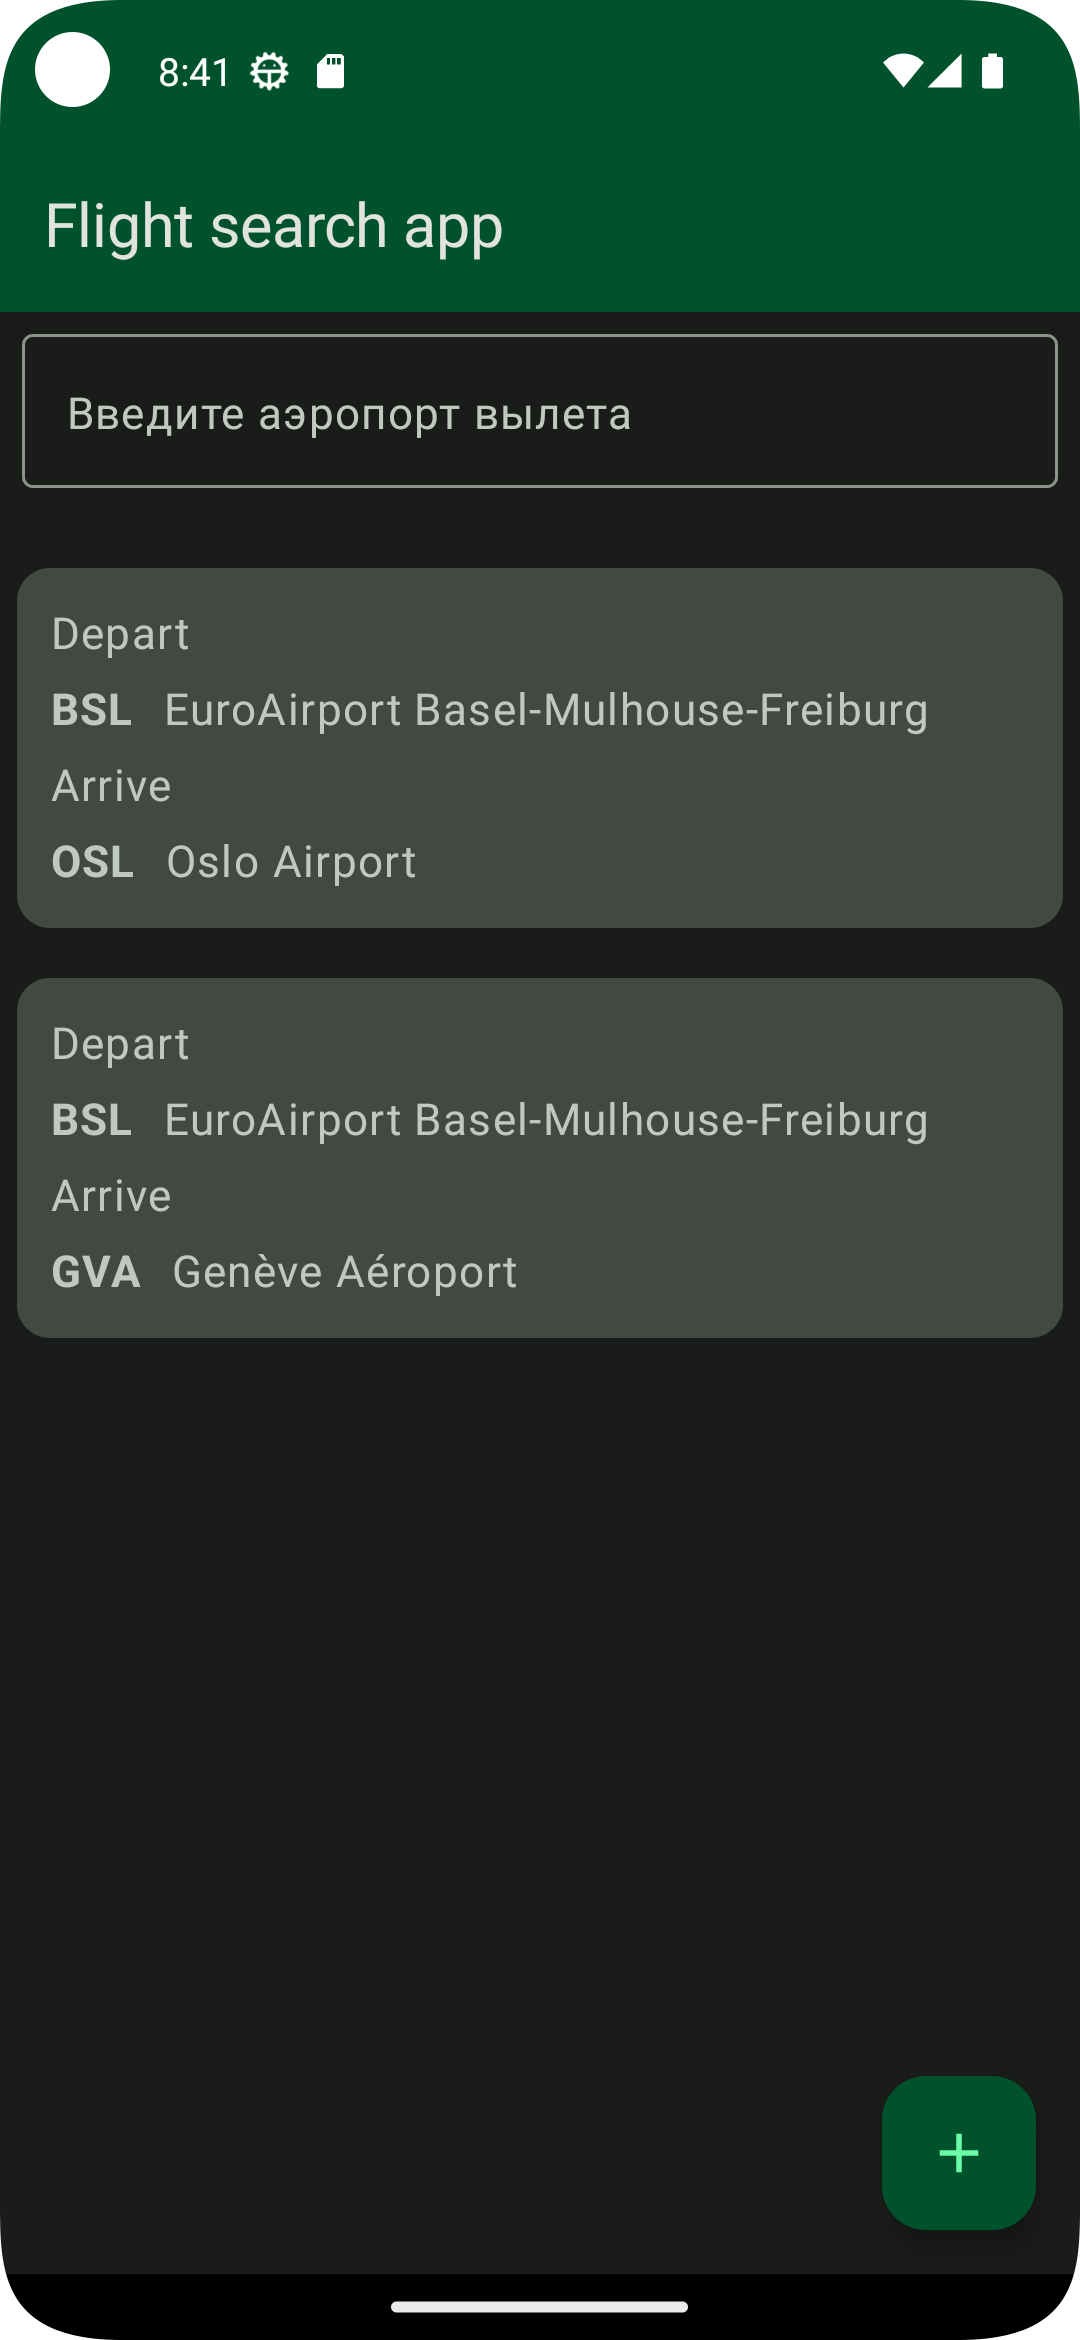 8:41
Flight search app
Введите аэропорт вылета
Depart
BSL EuroAirport Basel-Mulhouse-Freiburg
Arrive
OSL Oslo Airport
Depart
BSL EuroAirport Basel-Mulhouse-Freiburg
Arrive
GVA Genève Aéroport